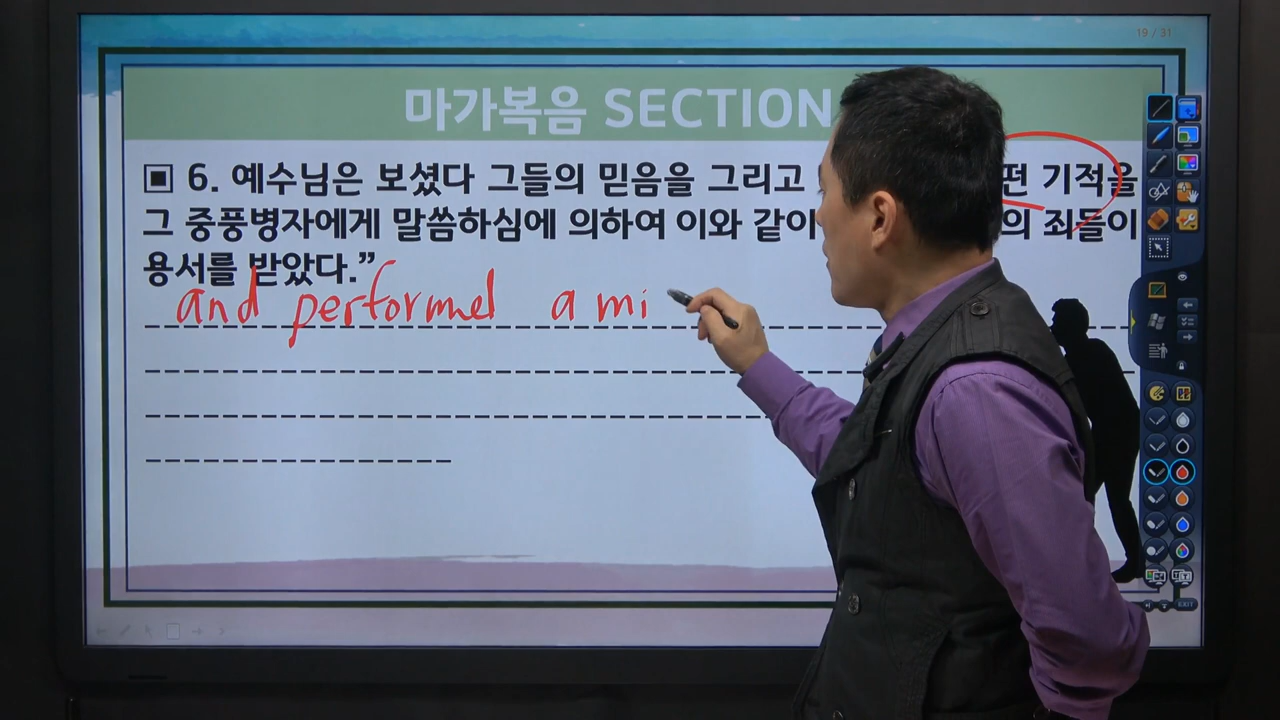 19 / 31
마가복음 SECTION
▣ 6. 예수님은 보셨다 그들의 믿음을 그리고 기적을
그 중풍병자에게 말씀하심에 의하여 이와 같이 의 죄들이
용서를 받았다.”
and performed a mi
EXIT